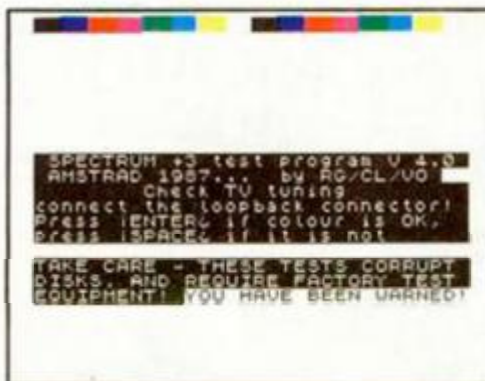 SPECTRUM +3 test program V 4.0
AMSTRAD 1987... by RG/CL/VO
Check TV tuning
connect the loopback connector!
Press [ENTER] if colour is OK,
press [SPACE] if it is not
TAKE CARE - THESE TESTS CORRUPT
DISKS, AND REQUIRE FACTORY TEST
EQUIPMENT! YOU HAVE BEEN WARNED!